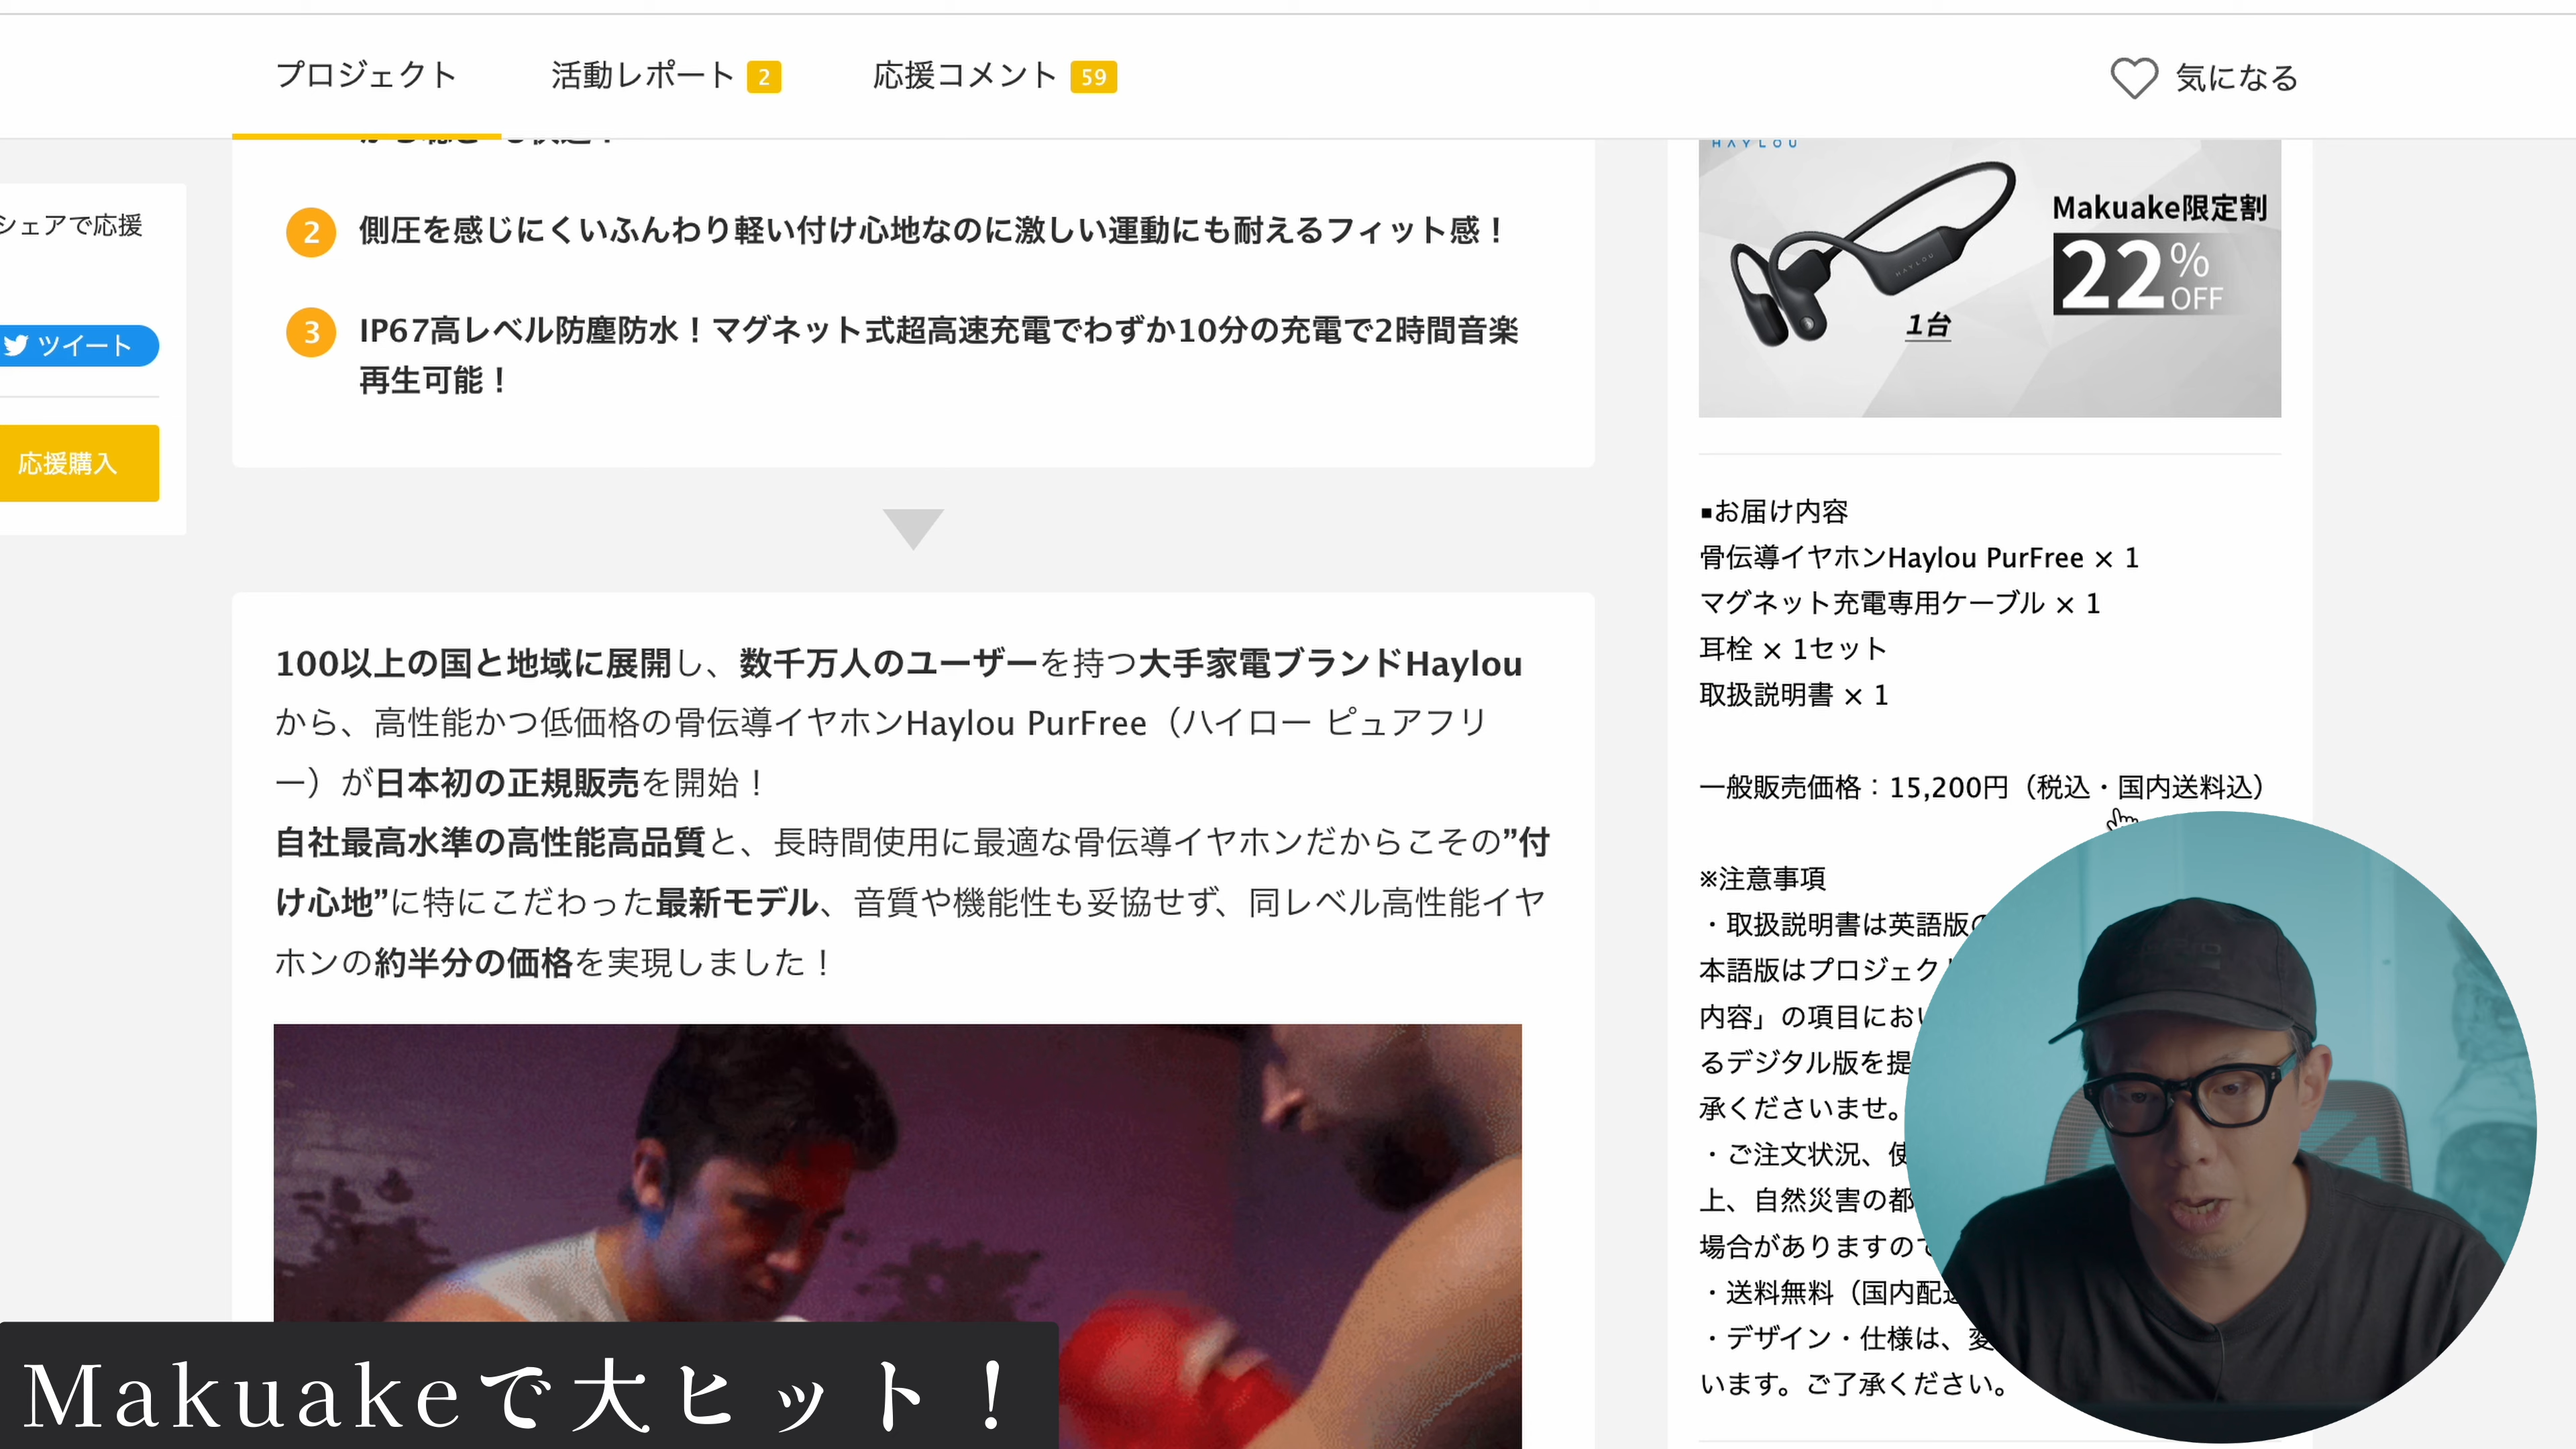 プロジェクト
活動レポート 2
応援コメント 59
気になる
シェアで応援
ツイート
応援購入
2 側圧を感じにくいふんわり軽い付け心地なのに激しい運動にも耐えるフィット感！
3 IP67高レベル防塵防水！マグネット式超高速充電でわずか10分の充電で2時間音楽
再生可能！
100以上の国と地域に展開し、数千万人のユーザーを持つ大手家電ブランドHaylou
から、高性能かつ低価格の骨伝導イヤホンHaylou PurFree（ハイロー ピュアフリ
ー）が日本初の正規販売を開始！
自社最高水準の高性能高品質と、長時間使用に最適な骨伝導イヤホンだからこその”付
け心地”に特にこだわった最新モデル、音質や機能性も妥協せず、同レベル高性能イヤ
ホンの約半分の価格を実現しました！
HAYLOU
Makuake限定割
22%
OFF
HAYLOU
1台
■お届け内容
骨伝導イヤホンHaylou PurFree × 1
マグネット充電専用ケーブル × 1
耳栓 × 1セット
取扱説明書 × 1
一般販売価格：15,200円（税込・国内送料込）
※注意事項
・取扱説明書は英語版の
本語版はプロジェク
内容」の項目におい
るデジタル版を提
承くださいませ。
・ご注文状況、使
上、自然災害の都
場合がありますので
・送料無料（国内配送
・デザイン・仕様は、変
います。ご了承ください。
Makuakeで大ヒット！